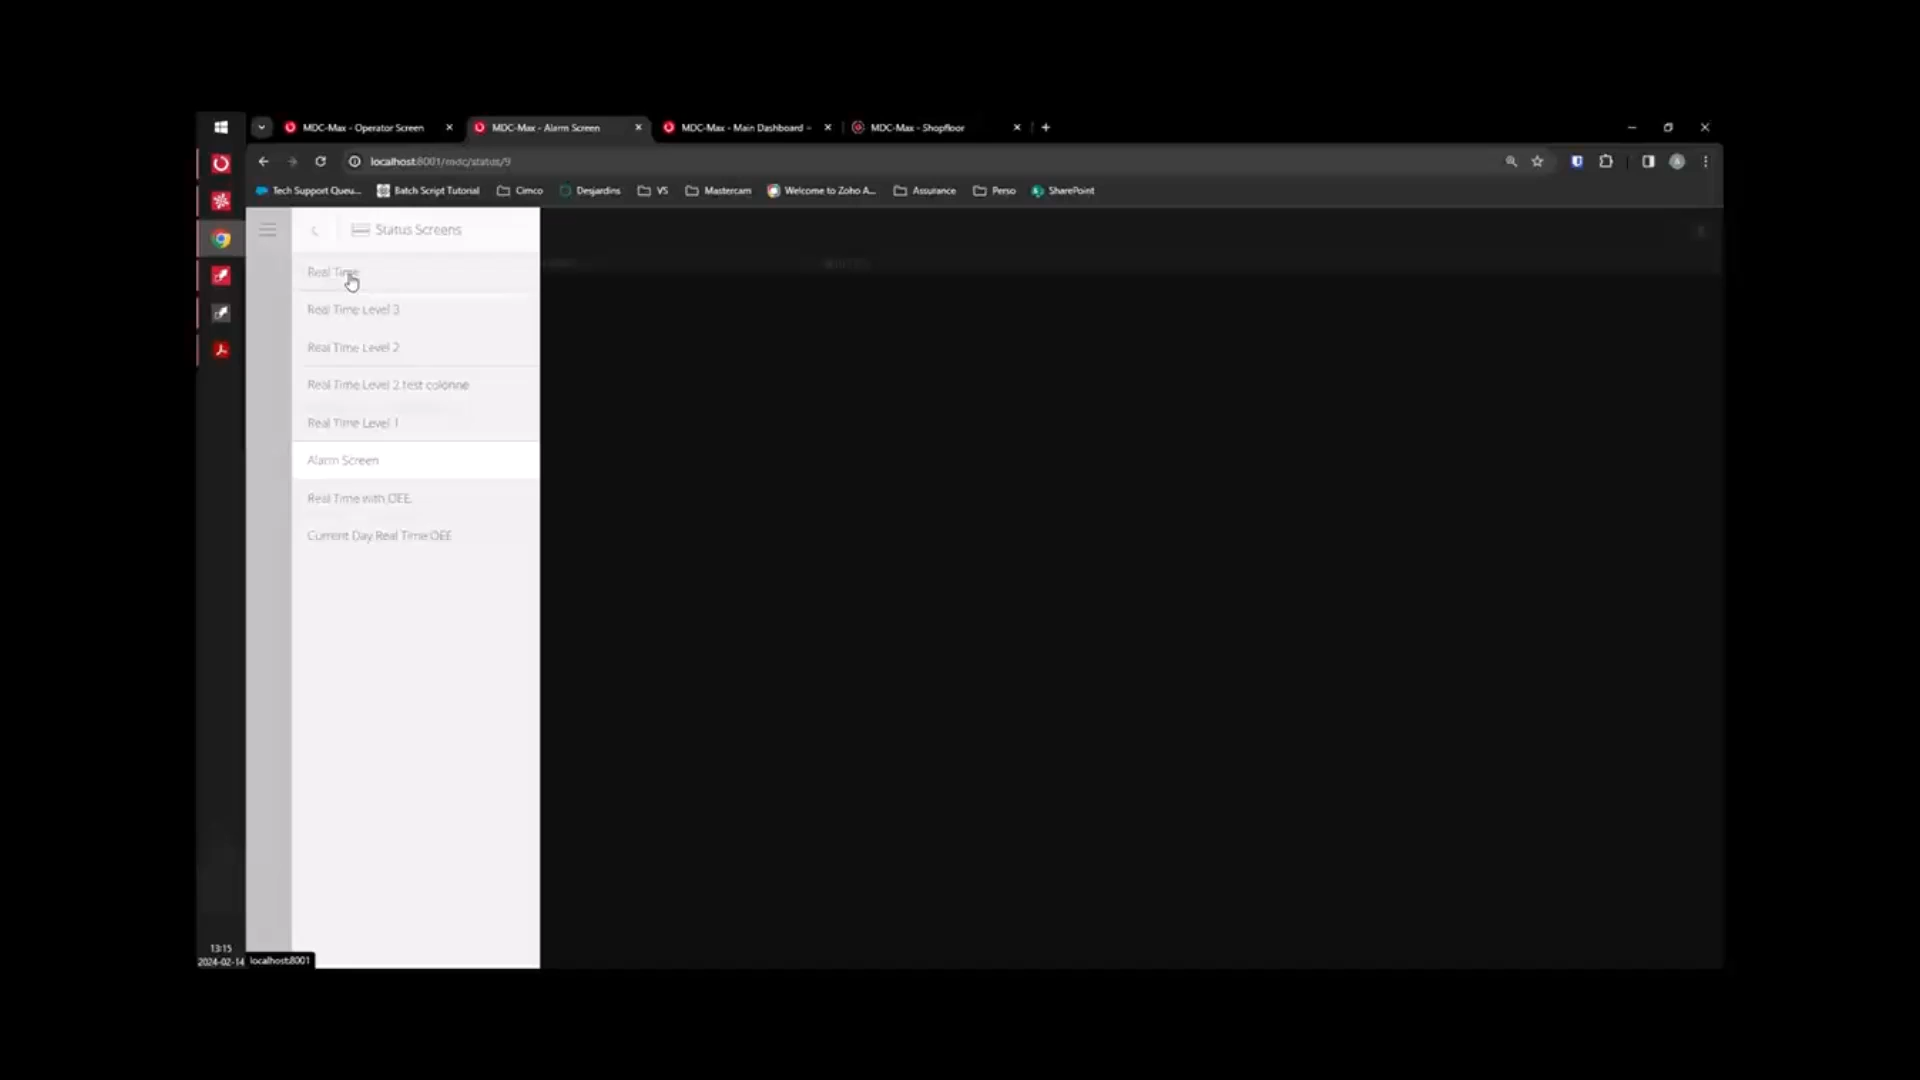 MDC-Max - Operator Screen
MDC-Max - Alarm Screen
MDC-Max - Main Dashboard -
MDC-Max - Shopfloor
localhost:8001/mdc/status/9
Tech Support Queu...
Batch Script Tutorial
Cimco
Desjardins
VS
Mastercam
Welcome to Zoho A...
Assurance
Perso
SharePoint
Status Screens
Real Time
Real Time Level 3
Real Time Level 2
Real Time Level 2 test colonne
Real Time Level 1
Alarm Screen
Real Time with OEE
Current Day Real Time OEE
13:15
2024-02-14
localhost:8001